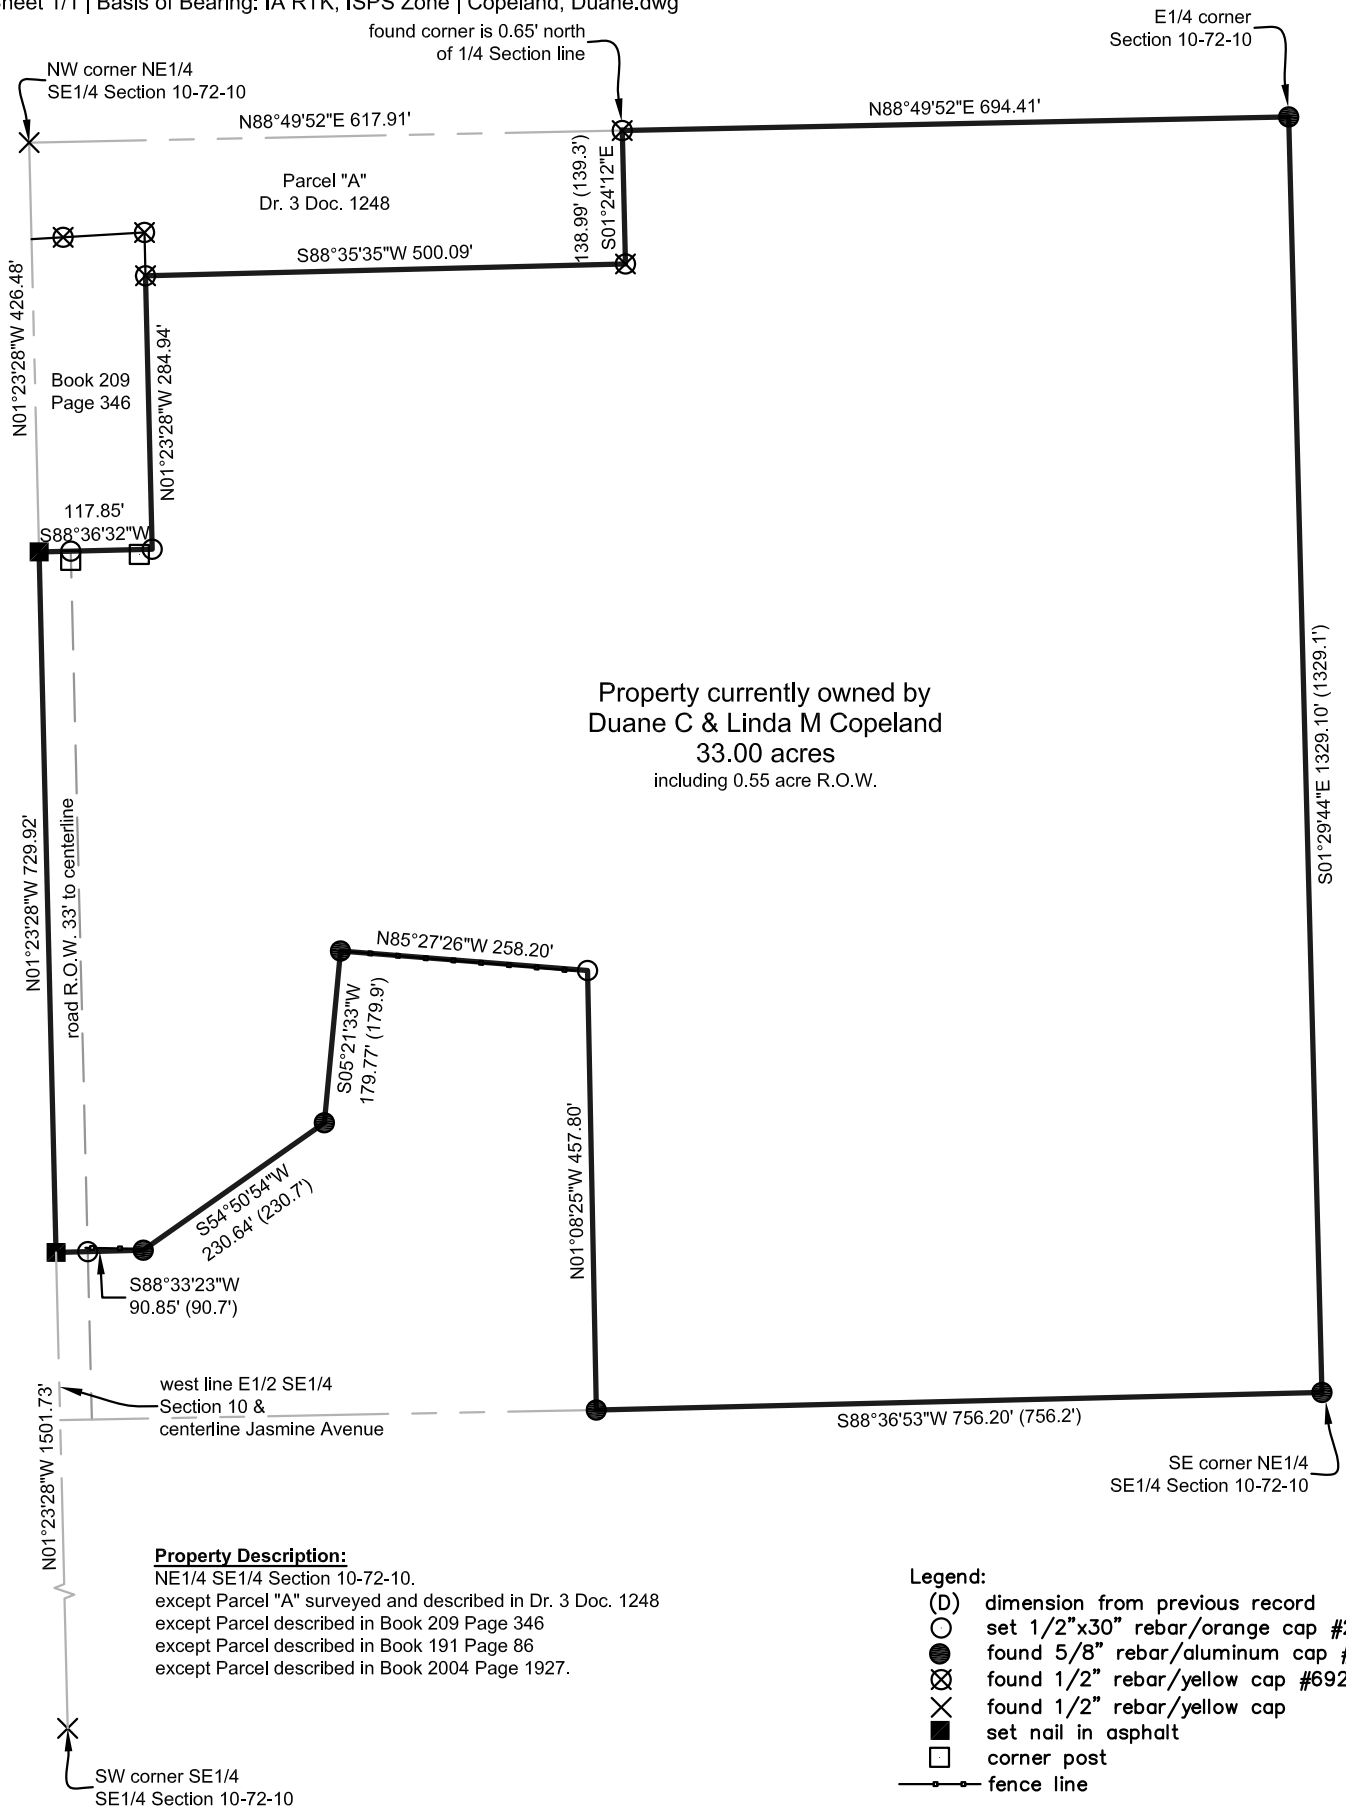 Sheet 1/1 | Basis of Bearing: IA RTK, ISPS Zone | Copeland, Duane.dwg
found corner is 0.65' north
of 1/4 Section line
E1/4 corner
Section 10-72-10
NW corner NE1/4
SE1/4 Section 10-72-10
N88°49'52"E 617.91'
N88°49'52"E 694.41'
Parcel "A"
Dr. 3 Doc. 1248
138.99' (139.3')
S01°24'12"E
S88°35'35"W 500.09'
N01°23'28"W 426.48'
Book 209
Page 346
N01°23'28"W 284.94'
117.85'
S88°36'32"W
Property currently owned by
Duane C & Linda M Copeland
33.00 acres
including 0.55 acre R.O.W.
S01°29'44"E 1329.10' (1329.1')
N01°23'28"W 729.92'
road R.O.W. 33' to centerline
N85°27'26"W 258.20'
S05°21'33"W
179.77' (179.9')
S54°50'54"W
230.64' (230.7')
N01°08'25"W 457.80'
S88°33'23"W
90.85' (90.7')
west line E1/2 SE1/4
Section 10 &
centerline Jasmine Avenue
S88°36'53"W 756.20' (756.2')
SE corner NE1/4
SE1/4 Section 10-72-10
N01°23'28"W 1501.73'
Property Description:
NE1/4 SE1/4 Section 10-72-10.
except Parcel "A" surveyed and described in Dr. 3 Doc. 1248
except Parcel described in Book 209 Page 346
except Parcel described in Book 191 Page 86
except Parcel described in Book 2004 Page 1927.
SW corner SE1/4
SE1/4 Section 10-72-10
Legend:
(D) dimension from previous record
set 1/2"x30" rebar/orange cap
found 5/8" rebar/aluminum cap #
found 1/2" rebar/yellow cap #692
found 1/2" rebar/yellow cap
set nail in asphalt
corner post
fence line